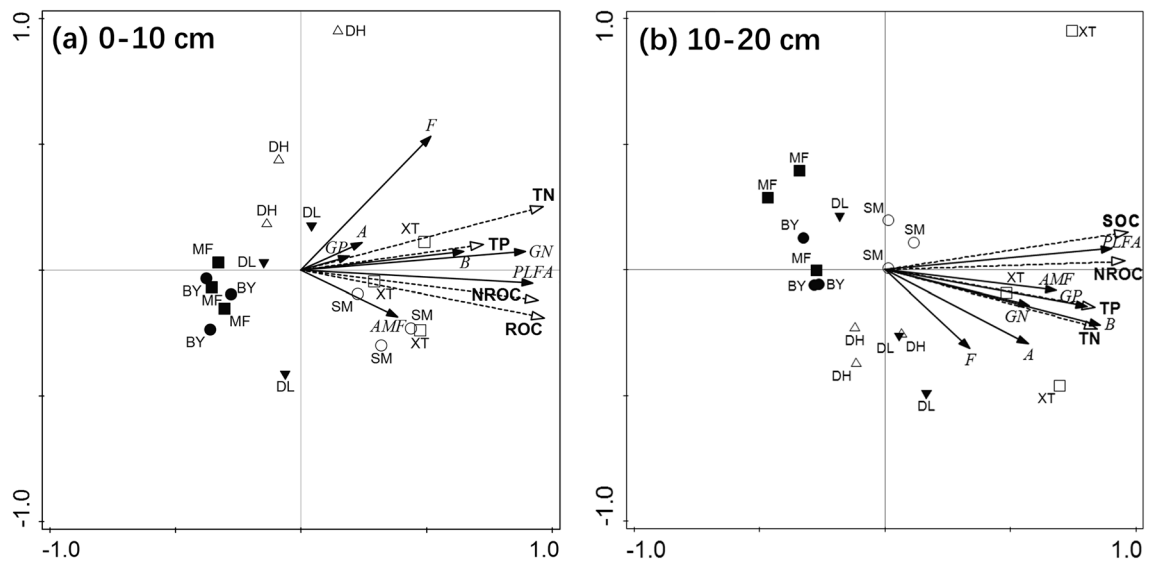 (a) 0-10 cm
1.0
DH
F
DH
TN
DH
DL
A
XT
GP
TP
GN
B
MF
DL
PLFA
BY
MF
BY
SM
XT
NROC
MF
AMF
SM
ROC
BY
XT
SM
DL
-1.0
-1.0
1.0
(b) 10-20 cm
1.0
XT
MF
MF
DL
SM
SM
SOC
BY
PLFA
MF
SM
NROC
XT
AMF
BY
BY
GP
GN
TP
B
DH
DL
DH
TN
F
A
DH
XT
DL
-1.0
-1.0
1.0